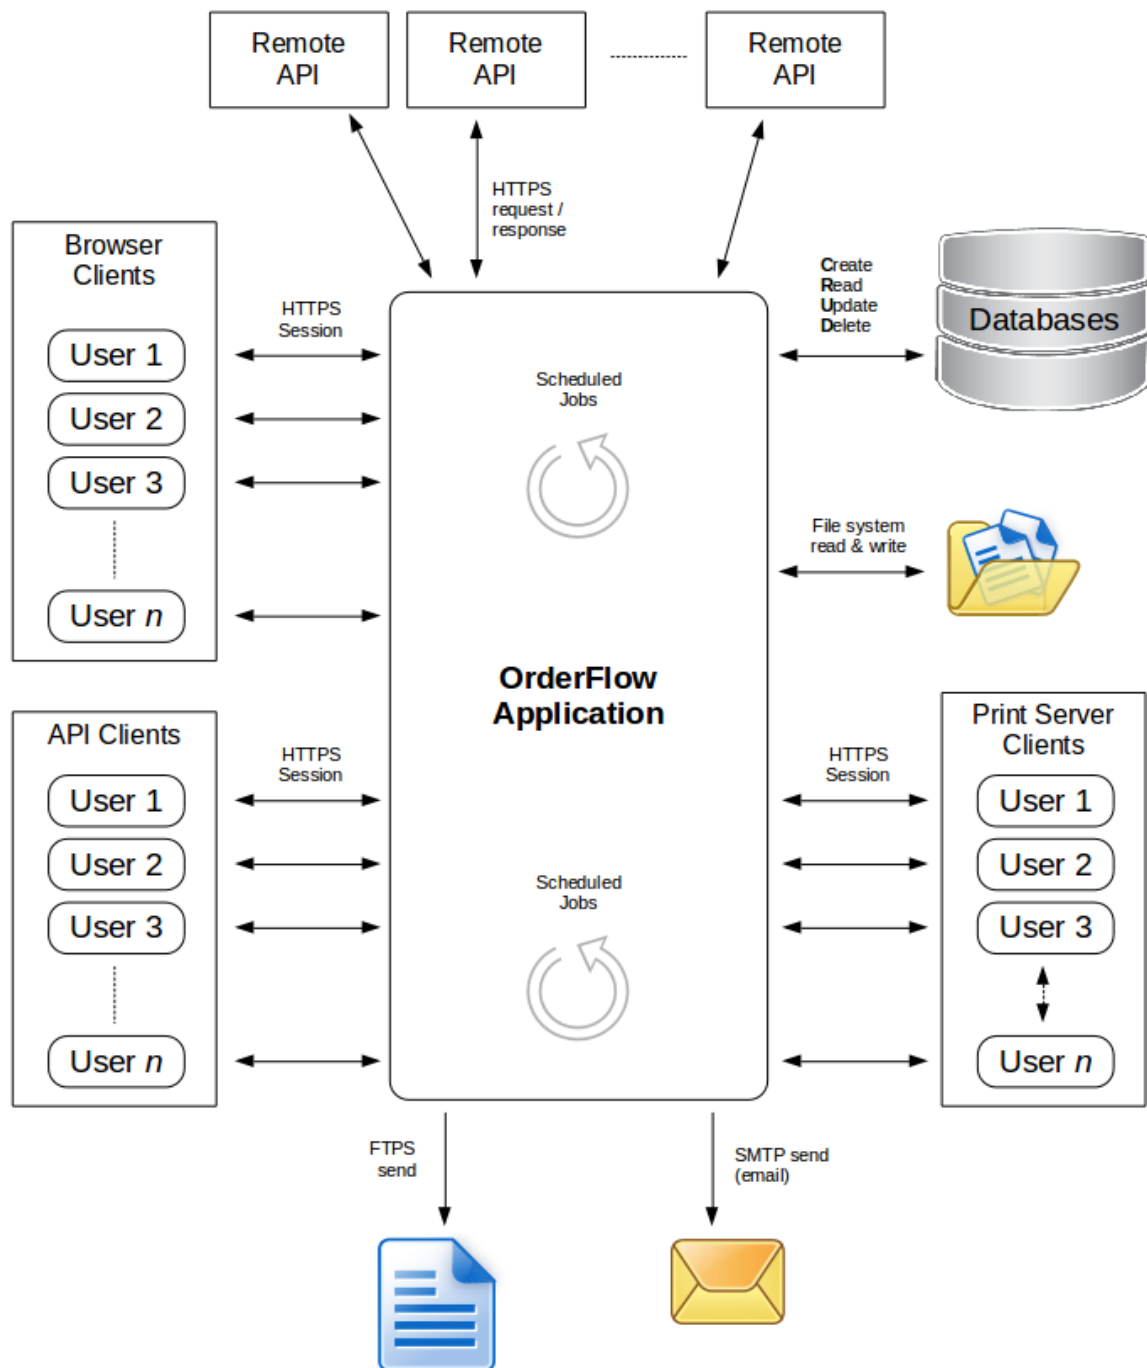 Remote
API
Remote
API
Remote
API
HTTPS
request /
response
Browser
Clients
User 1
User 2
User 3
User n
HTTPS
Session
Create
Read
Update
Delete
Databases
Scheduled
Jobs
File system
read & write
OrderFlow
Application
API Clients
User 1
User 2
User 3
User n
HTTPS
Session
HTTPS
Session
Print Server
Clients
User 1
User 2
User 3
User n
Scheduled
Jobs
FTPS
send
SMTP send
(email)